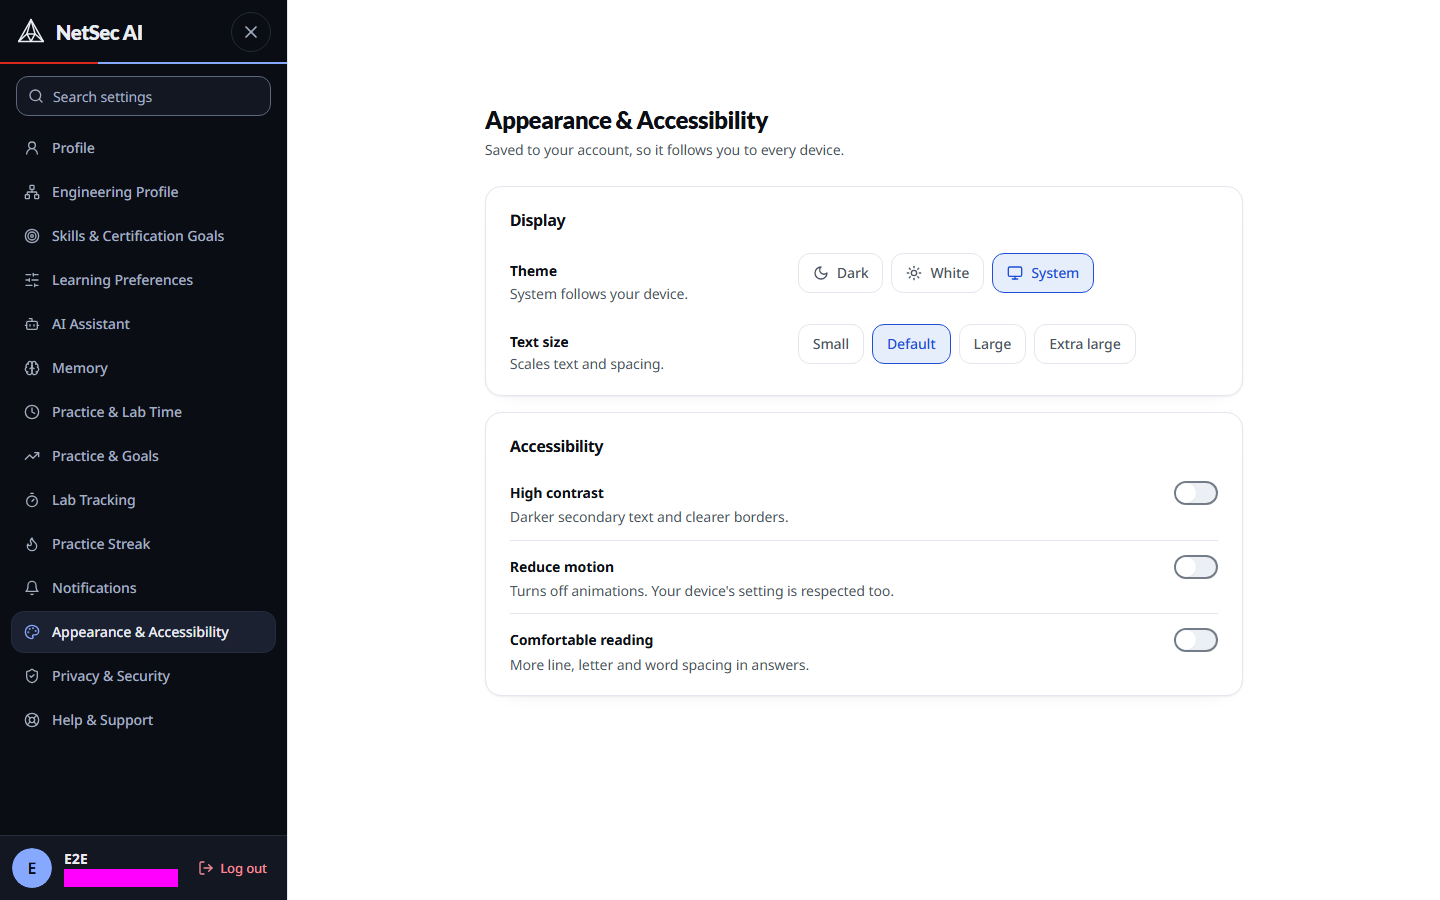 NetSec AI
Search settings
Profile
Engineering Profile
Skills & Certification Goals
Learning Preferences
AI Assistant
Memory
Practice & Lab Time
Practice & Goals
Lab Tracking
Practice Streak
Notifications
Appearance & Accessibility
Privacy & Security
Help & Support
E
E2E
Log out
Appearance & Accessibility
Saved to your account, so it follows you to every device.
Display
Theme
System follows your device.
Dark White System
Text size
Scales text and spacing.
Small Default Large Extra large
Accessibility
High contrast
Darker secondary text and clearer borders.
Reduce motion
Turns off animations. Your device's setting is respected too.
Comfortable reading
More line, letter and word spacing in answers.